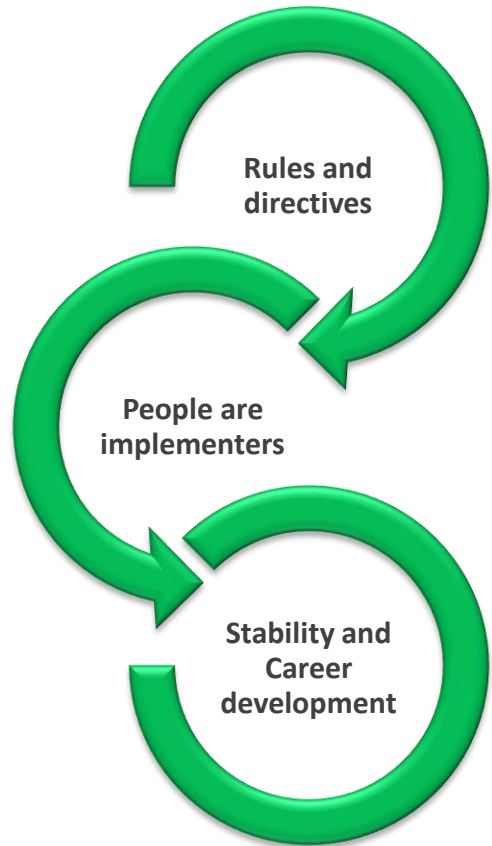 Rules and
directives
People are
implementers
Stability and
Career
development